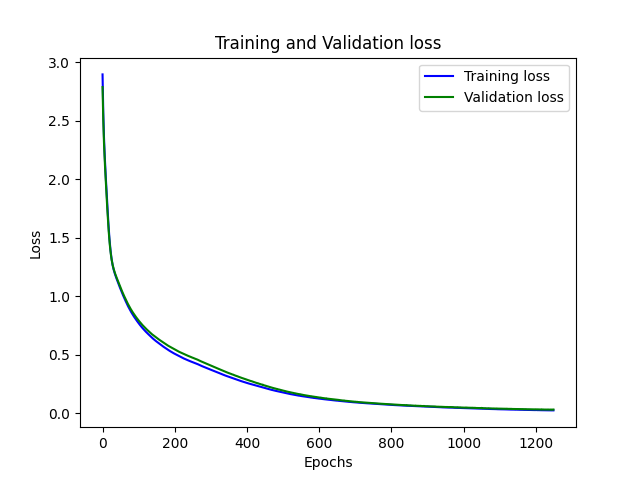 Training and Validation loss
Training loss
Validation loss
Loss
3.0
2.5
2.0
1.5
1.0
0.5
0.0
0 200 400 600 800 1000 1200
Epochs